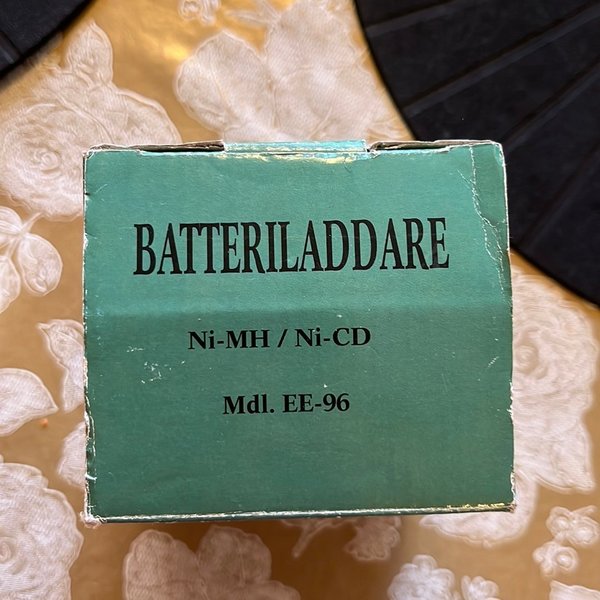 BATTERILADDARE
Ni-MH / Ni-CD
Mdl. EE-96